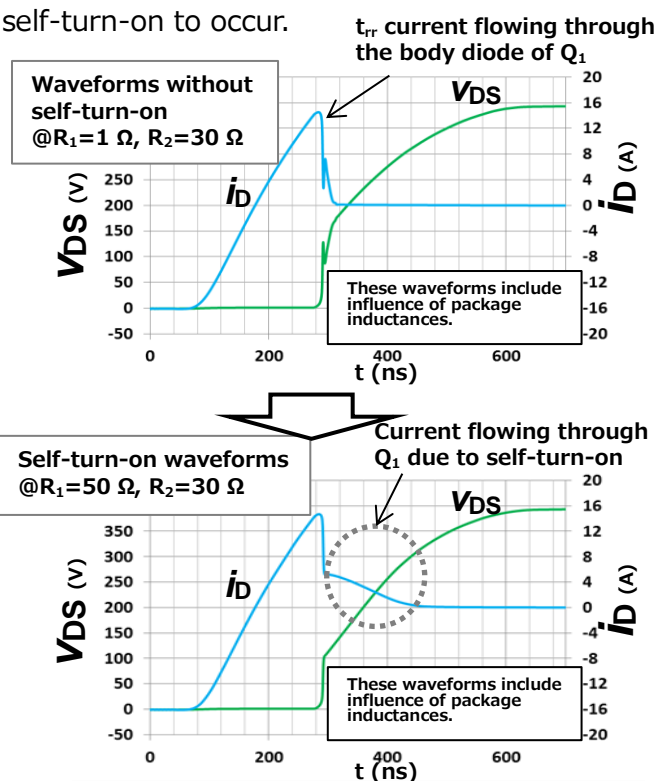 self-turn-on to occur.
trr current flowing through
the body diode of Q1
Waveforms without
self-turn-on
@R1=1 Ω, R2=30 Ω
VDS
iD
VDS (V)
250
200
150
100
50
0
-50
20
16
12
8
4
0
-4
-8
-12
-16
-20
iD (A)
These waveforms include
influence of package
inductances.
0
200
400
600
t (ns)
Current flowing through
Q1 due to self-turn-on
Self-turn-on waveforms
@R1=50 Ω, R2=30 Ω
VDS
iD
VDS (V)
350
300
250
200
150
100
50
0
-50
20
16
12
8
4
0
-4
-8
-12
-16
-20
iD (A)
These waveforms include
influence of package
inductances.
0
200
400
600
t (ns)